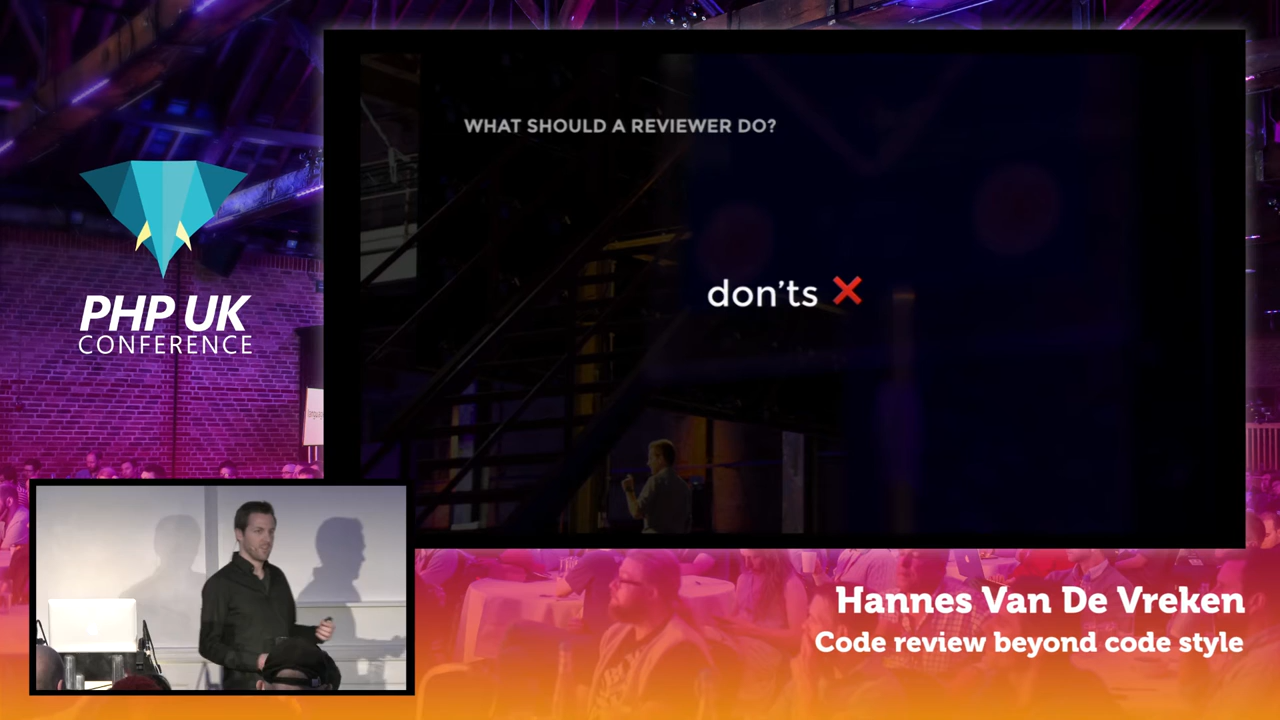 WHAT SHOULD A REVIEWER DO?
don'ts ❌
PHP UK
CONFERENCE
Hannes Van De Vreken
Code review beyond code style